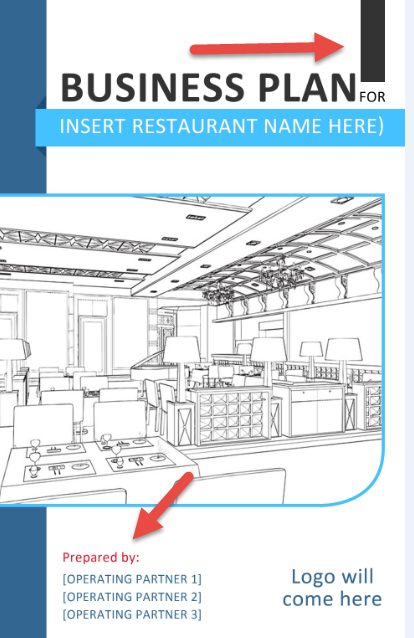 BUSINESS PLAN FOR
INSERT RESTAURANT NAME HERE)
Prepared by:
[OPERATING PARTNER 1]
[OPERATING PARTNER 2]
[OPERATING PARTNER 3]
Logo will
come here